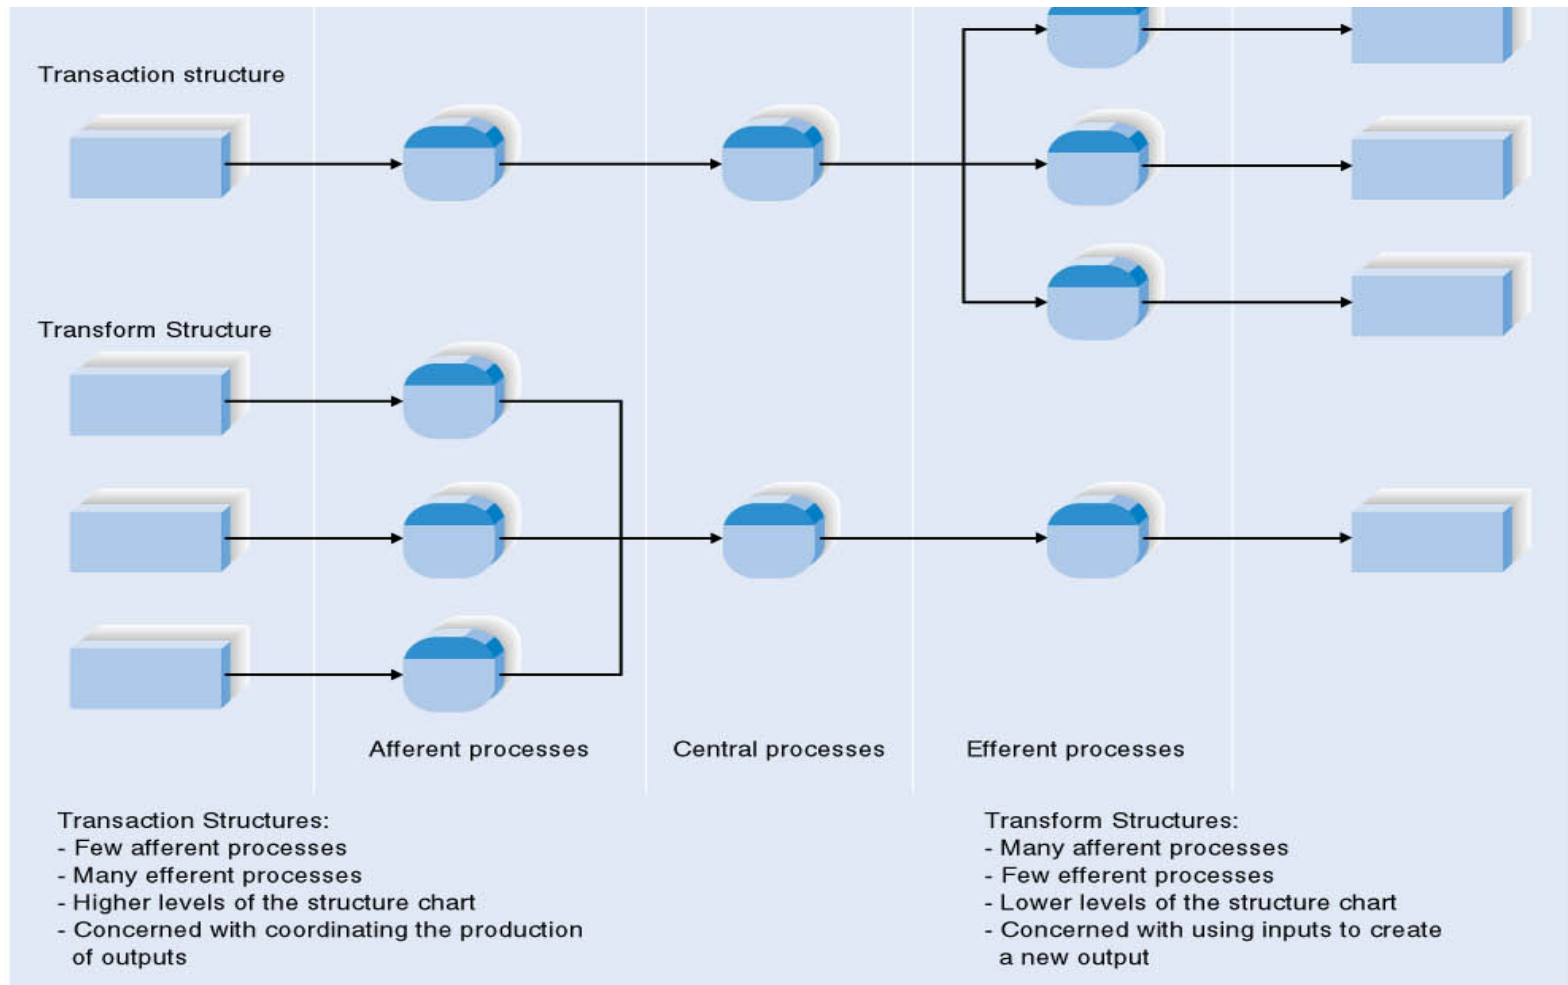 Transaction structure
Transform Structure
Afferent processes
Central processes
Efferent processes
Transaction Structures:
- Few afferent processes
- Many efferent processes
- Higher levels of the structure chart
- Concerned with coordinating the production
of outputs
Transform Structures:
- Many afferent processes
- Few efferent processes
- Lower levels of the structure chart
- Concerned with using inputs to create
a new output